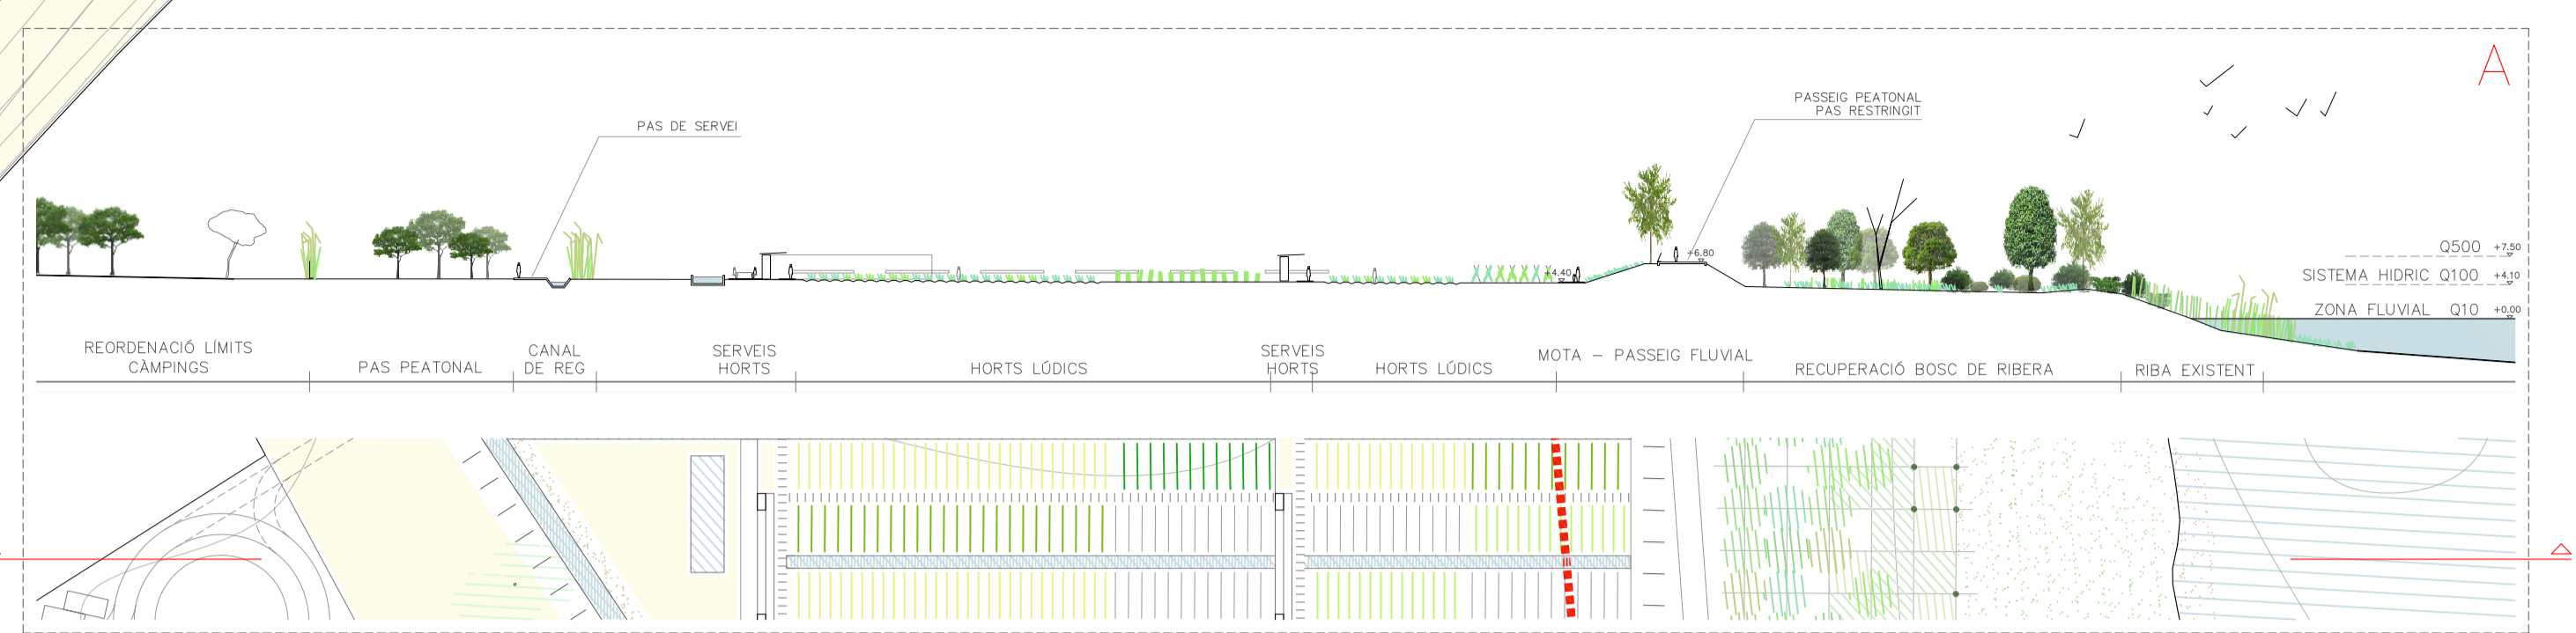 A
PASSEIG PEATONAL
PAS RESTRINGIT
PAS DE SERVEI
+6.80
+4.40
Q500 +7.50
SISTEMA HIDRIC Q100 +4.10
ZONA FLUVIAL Q10 +0.00
REORDENACIÓ LÍMITS
CÀMPINGS
PAS PEATONAL
CANAL
DE REG
SERVEIS
HORTS
HORTS LÚDICS
SERVEIS
HORTS
HORTS LÚDICS
MOTA – PASSEIG FLUVIAL
RECUPERACIÓ BOSC DE RIBERA
RIBA EXISTENT